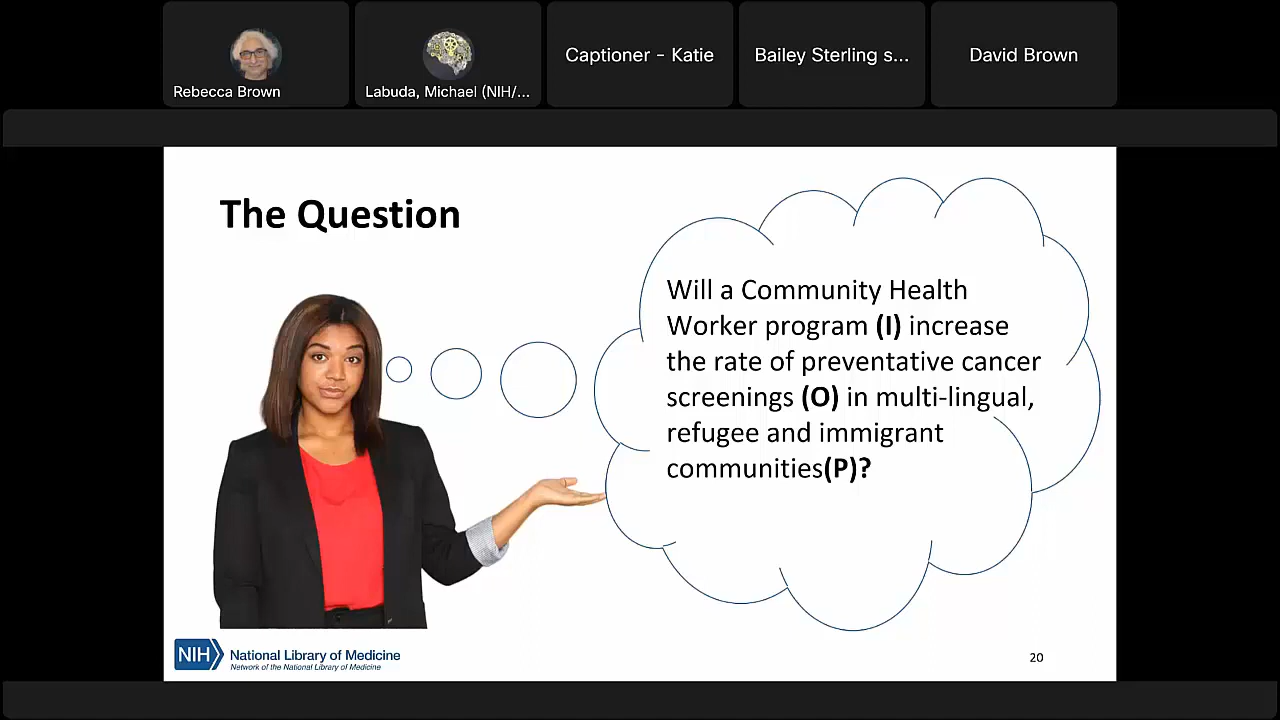 Rebecca Brown
Labuda, Michael (NIH/...
Captioner - Katie
Bailey Sterling s...
David Brown
The Question
Will a Community Health
Worker program (I) increase
the rate of preventative cancer
screenings (O) in multi-lingual,
refugee and immigrant
communities(P)?
NIH National Library of Medicine
Network of the National Library of Medicine
20